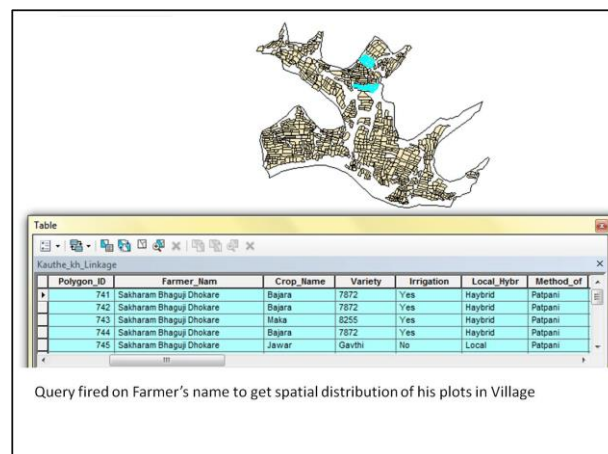 Table
Kauthe_kh_Linkage
Polygon_ID Farmer_Nam Crop_Name Variety Irrigation Local_Hybr Method_of
741 Sakharam Bhaguji Dhokare Bajara 7872 Yes Haybrid Patpani
742 Sakharam Bhaguji Dhokare Bajara 7872 Yes Haybrid Patpani
743 Sakharam Bhaguji Dhokare Maka 8255 Yes Haybrid Patpani
744 Sakharam Bhaguji Dhokare Bajara 7872 Yes Haybrid Patpani
745 Sakharam Bhaguji Dhokare Jawar Gavthi No Local Patpani
Query fired on Farmer's name to get spatial distribution of his plots in Village